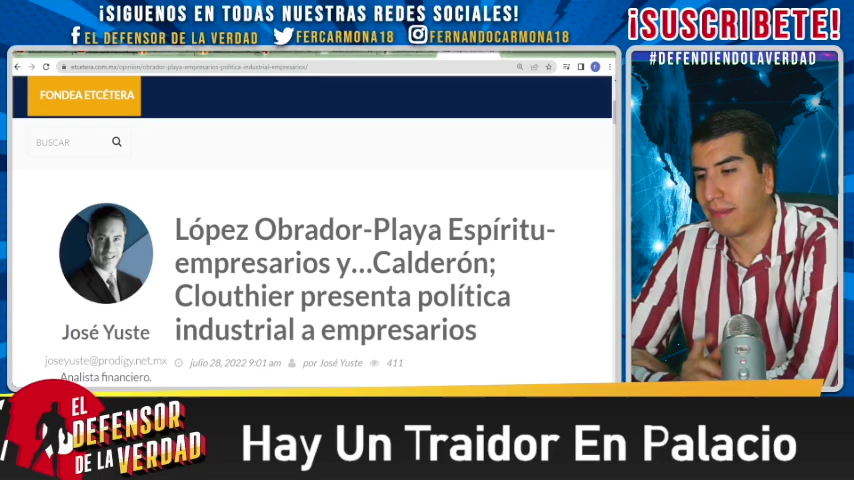 ¡SIGUENOS EN TODAS NUESTRAS REDES SOCIALES!
EL DEFENSOR DE LA VERDAD FERCARMONA18 FERNANDOCARMONA18
¡SUSCRIBETE!
#DEFENDIENDOLAVERDAD
etcetera.com.mx/opinion/obrador-playa-empresarios-politica-industrial-empresarios/
FONDEA ETCÉTERA
BUSCAR
López Obrador-Playa Espíritu-
empresarios y...Calderón;
Clouthier presenta política
industrial a empresarios
José Yuste
joseyuste@prodigy.net.mx
Analista financiero.
julio 28, 2022 9:01 am por José Yuste 411
EL
DEFENSOR
DE LA VERDAD
Hay Un Traidor En Palacio